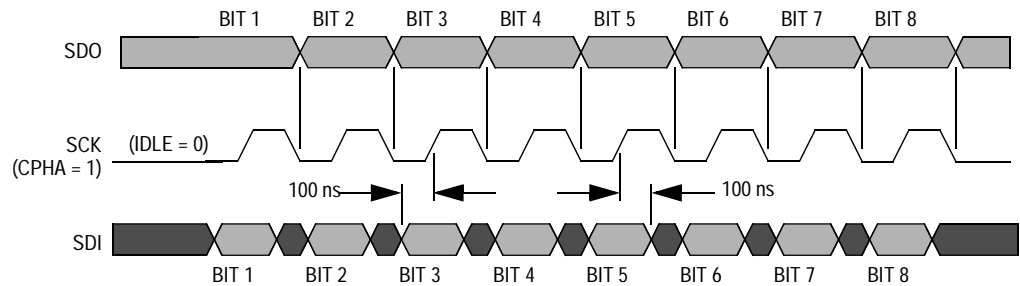 BIT 1 BIT 2 BIT 3 BIT 4 BIT 5 BIT 6 BIT 7 BIT 8
SDO
SCK (IDLE = 0)
(CPHA = 1)
100 ns 100 ns
SDI
BIT 1 BIT 2 BIT 3 BIT 4 BIT 5 BIT 6 BIT 7 BIT 8